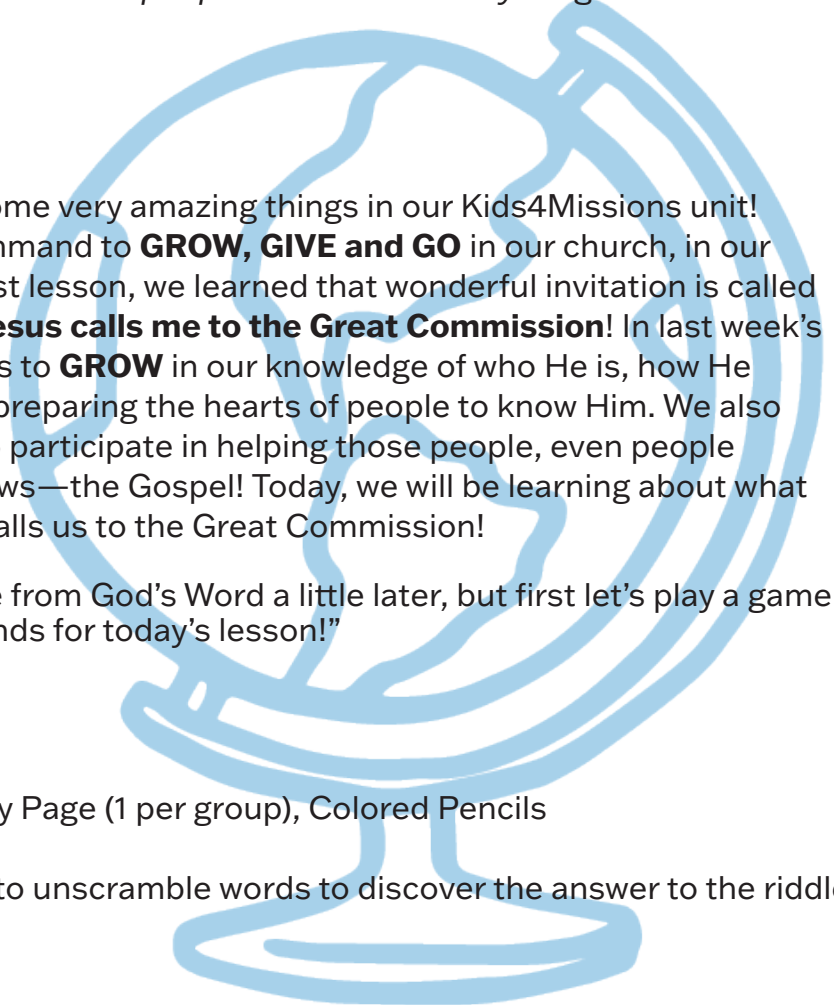 ome very amazing things in our Kids4Missions unit!
mmand to GROW, GIVE and GO in our church, in our
st lesson, we learned that wonderful invitation is called
esus calls me to the Great Commission! In last week's
s to GROW in our knowledge of who He is, how He
preparing the hearts of people to know Him. We also
participate in helping those people, even people
ws—the Gospel! Today, we will be learning about what
alls us to the Great Commission!
e from God's Word a little later, but first let's play a game
nds for today's lesson!”
y Page (1 per group), Colored Pencils
to unscramble words to discover the answer to the riddle